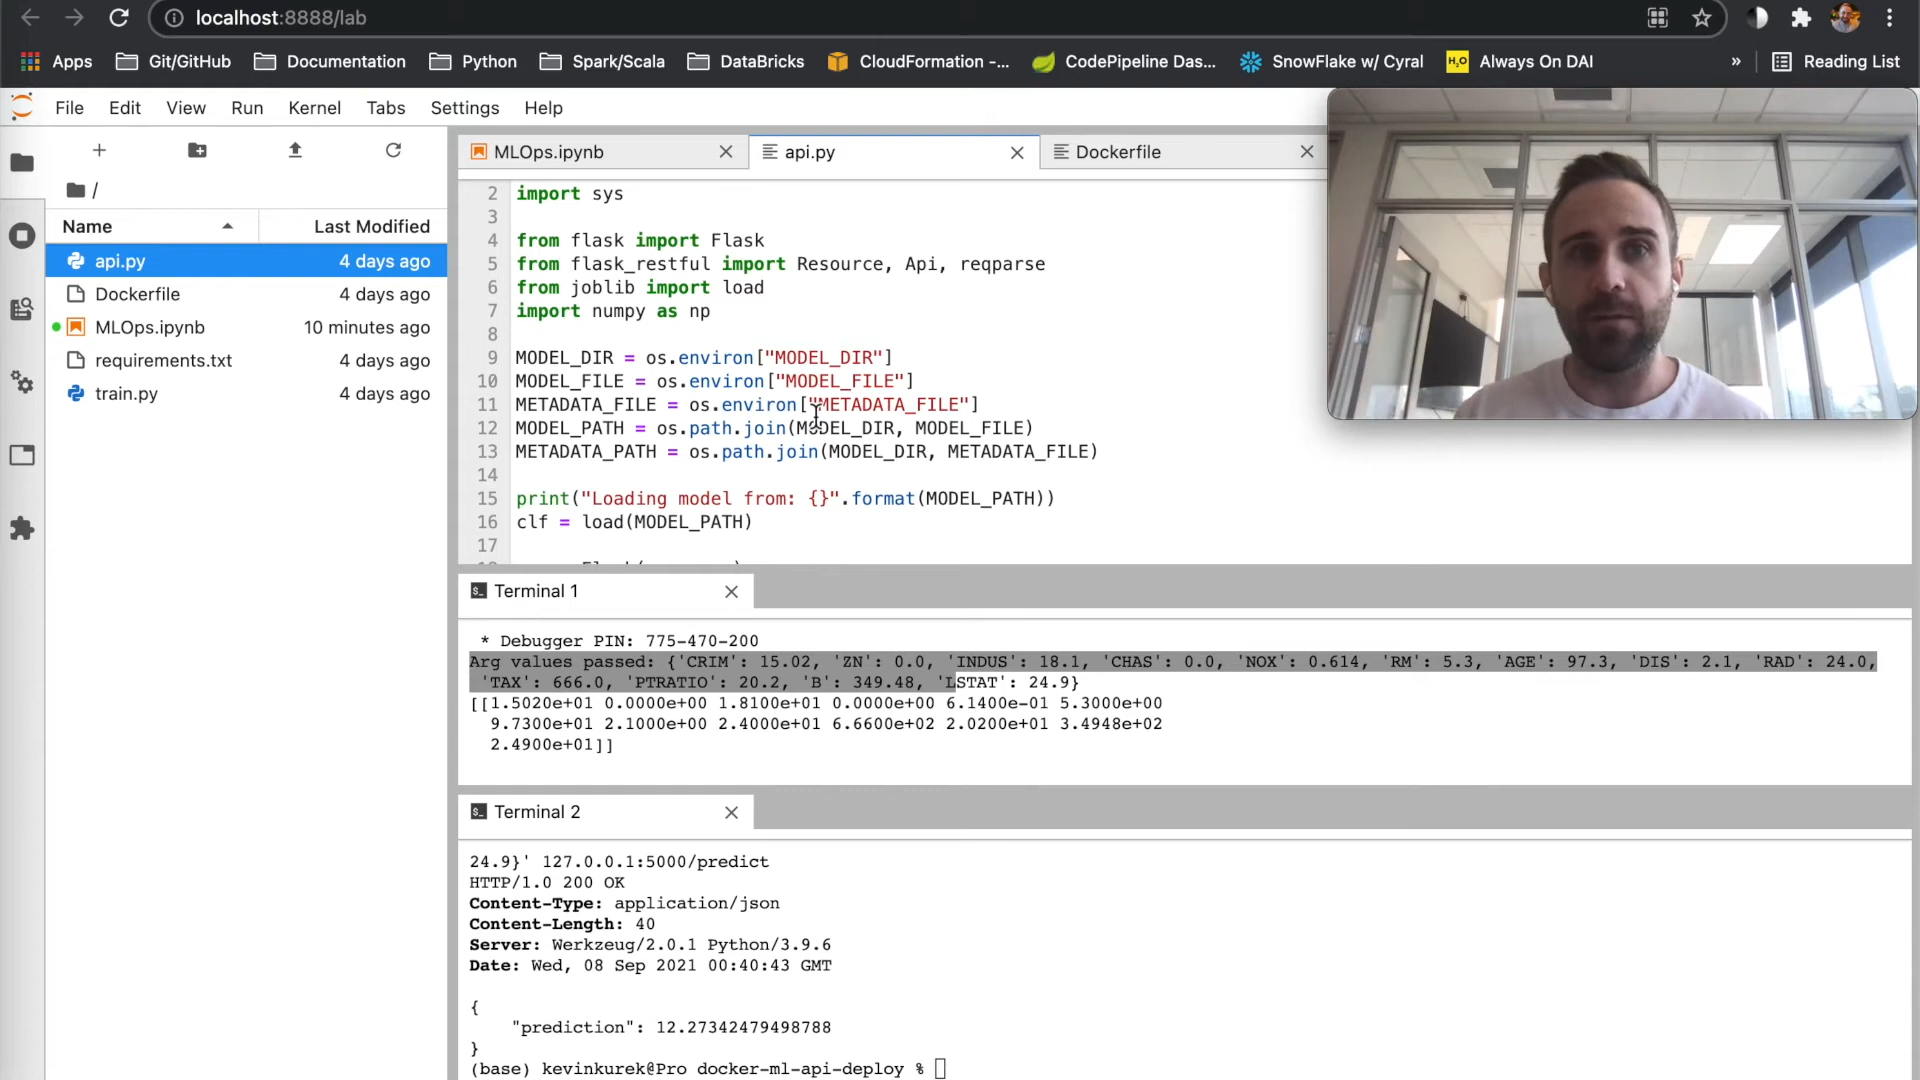 localhost:8888/lab
Apps Git/GitHub Documentation Python Spark/Scala DataBricks CloudFormation -... CodePipeline Das... SnowFlake w/ Cyral H₂O Always On DAI » Reading List
File Edit View Run Kernel Tabs Settings Help
MLOps.ipynb
api.py
Dockerfile
/
Name Last Modified
api.py 4 days ago
Dockerfile 4 days ago
MLOps.ipynb 10 minutes ago
requirements.txt 4 days ago
train.py 4 days ago
2 import sys
3
4 from flask import Flask
5 from flask_restful import Resource, Api, reqparse
6 from joblib import load
7 import numpy as np
8
9 MODEL_DIR = os.environ["MODEL_DIR"]
10 MODEL_FILE = os.environ["MODEL_FILE"]
11 METADATA_FILE = os.environ["METADATA_FILE"]
12 MODEL_PATH = os.path.join(MODEL_DIR, MODEL_FILE)
13 METADATA_PATH = os.path.join(MODEL_DIR, METADATA_FILE)
14
15 print("Loading model from: {}".format(MODEL_PATH))
16 clf = load(MODEL_PATH)
17
Terminal 1
* Debugger PIN: 775-470-200
Arg values passed: {'CRIM': 15.02, 'ZN': 0.0, 'INDUS': 18.1, 'CHAS': 0.0, 'NOX': 0.614, 'RM': 5.3, 'AGE': 97.3, 'DIS': 2.1, 'RAD': 24.0,
'TAX': 666.0, 'PTRATIO': 20.2, 'B': 349.48, 'LSTAT': 24.9}
[[1.5020e+01 0.0000e+00 1.8100e+01 0.0000e+00 6.1400e-01 5.3000e+00
9.7300e+01 2.1000e+00 2.4000e+01 6.6600e+02 2.0200e+01 3.4948e+02
2.4900e+01]]
Terminal 2
24.9}' 127.0.0.1:5000/predict
HTTP/1.0 200 OK
Content-Type: application/json
Content-Length: 40
Server: Werkzeug/2.0.1 Python/3.9.6
Date: Wed, 08 Sep 2021 00:40:43 GMT
{
"prediction": 12.27342479498788
}
(base) kevinkurek@Pro docker-ml-api-deploy %